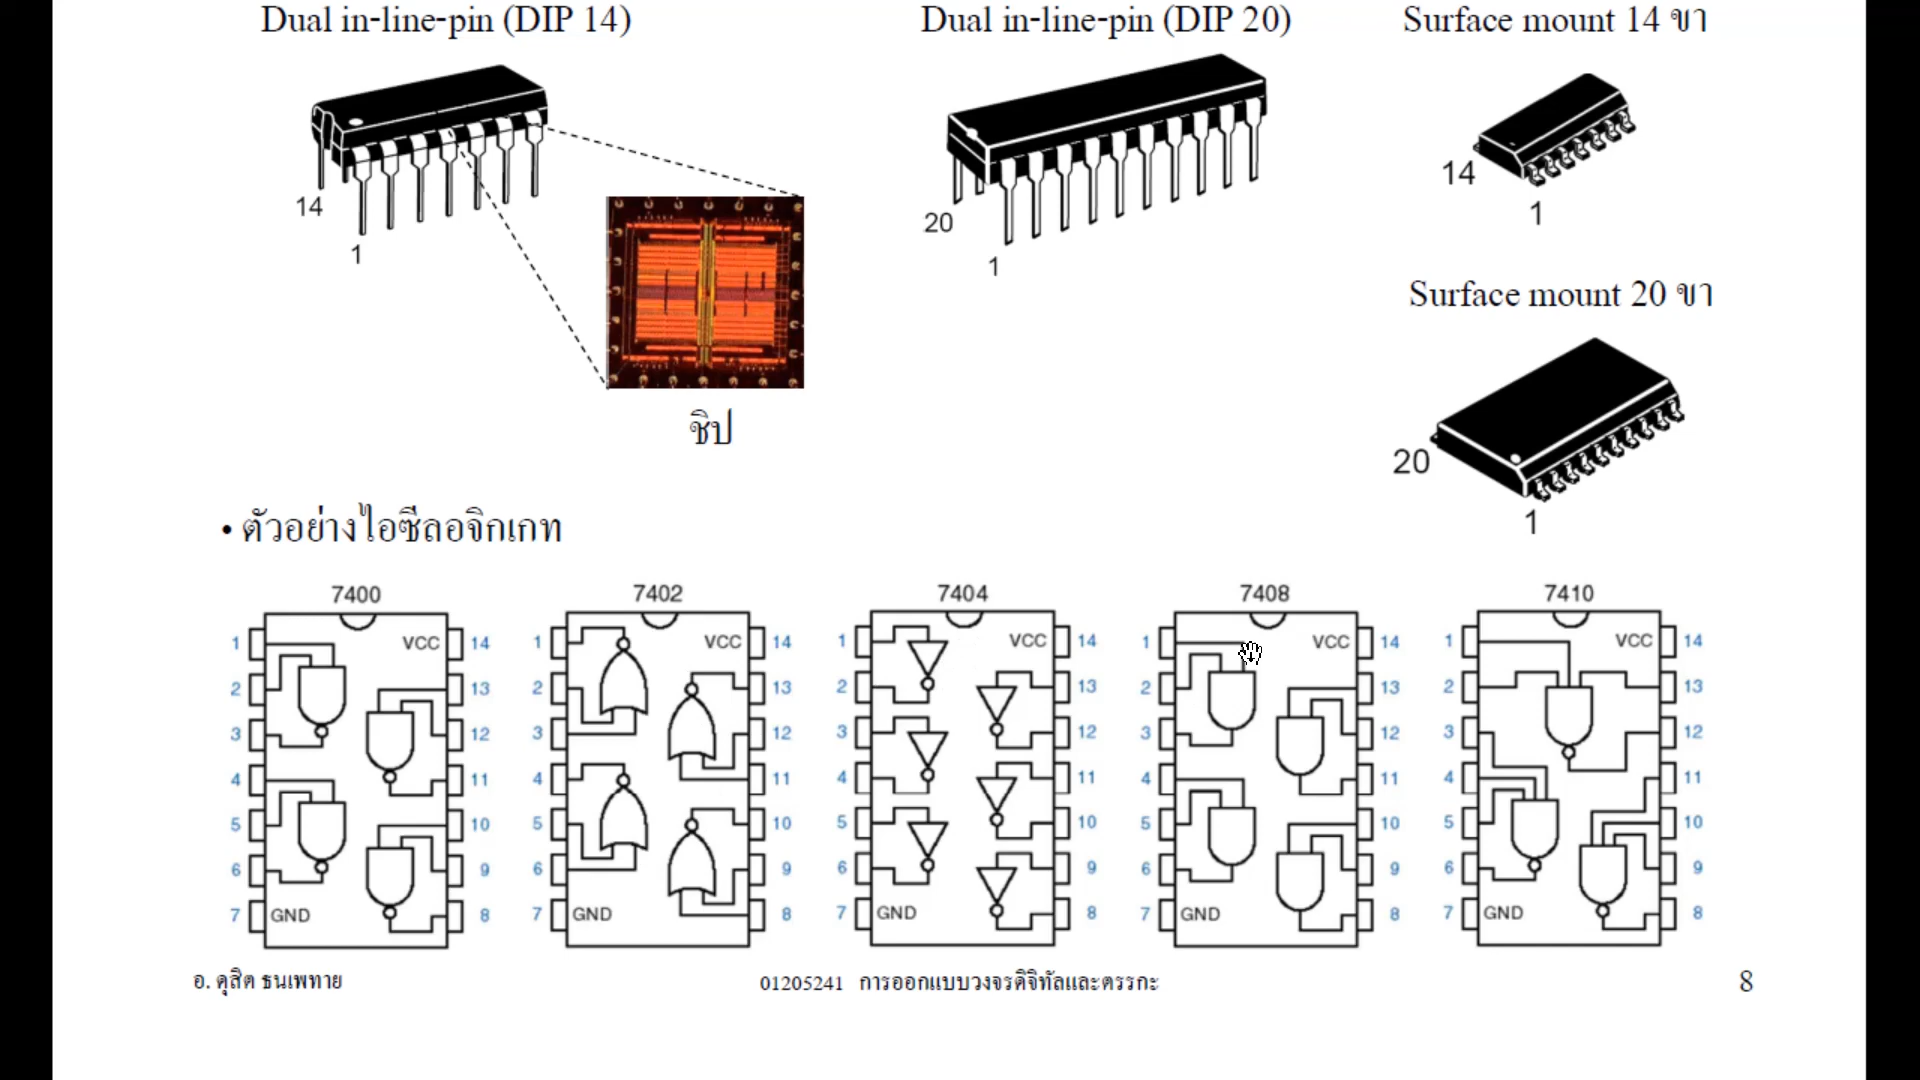 Dual in-line-pin (DIP 14)
Dual in-line-pin (DIP 20)
Surface mount 14 ขา
14
1
20
1
14
1
Surface mount 20 ขา
ชิป
20
1
• ตัวอย่างไอซีลอจิกเกท
7400
1 VCC 14
2 13
3 12
4 11
5 10
6 9
7 GND 8
7402
1 VCC 14
2 13
3 12
4 11
5 10
6 9
7 GND 8
7404
1 VCC 14
2 13
3 12
4 11
5 10
6 9
7 GND 8
7408
1 VCC 14
2 13
3 12
4 11
5 10
6 9
7 GND 8
7410
1 VCC 14
2 13
3 12
4 11
5 10
6 9
7 GND 8
อ. ดุสิต ธนเพทาย
01205241 การออกแบบวงจรดิจิทัลและตรรกะ
8